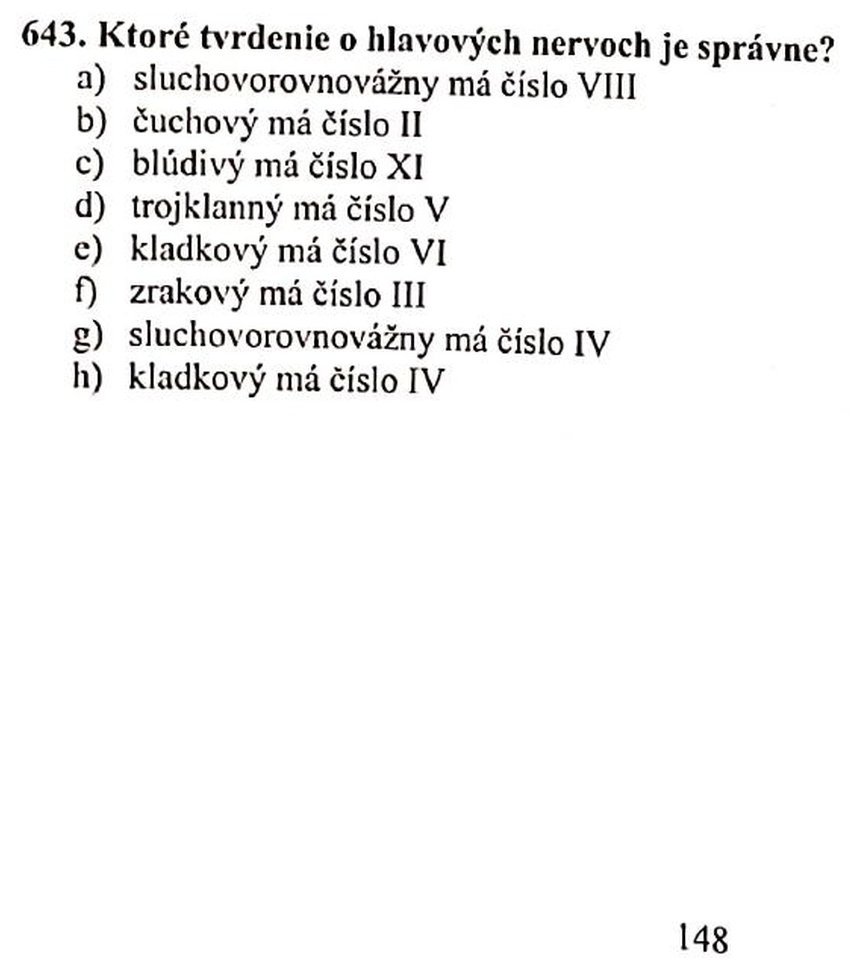 643. Ktoré tvrdenie o hlavových nervoch je správne?
a) sluchovorovnovážny má číslo VIII
b) čuchový má číslo II
c) blúdivý má číslo XI
d) trojklanný má číslo V
e) kladkový má číslo VI
f) zrakový má číslo III
g) sluchovorovnovážny má číslo IV
h) kladkový má číslo IV
148